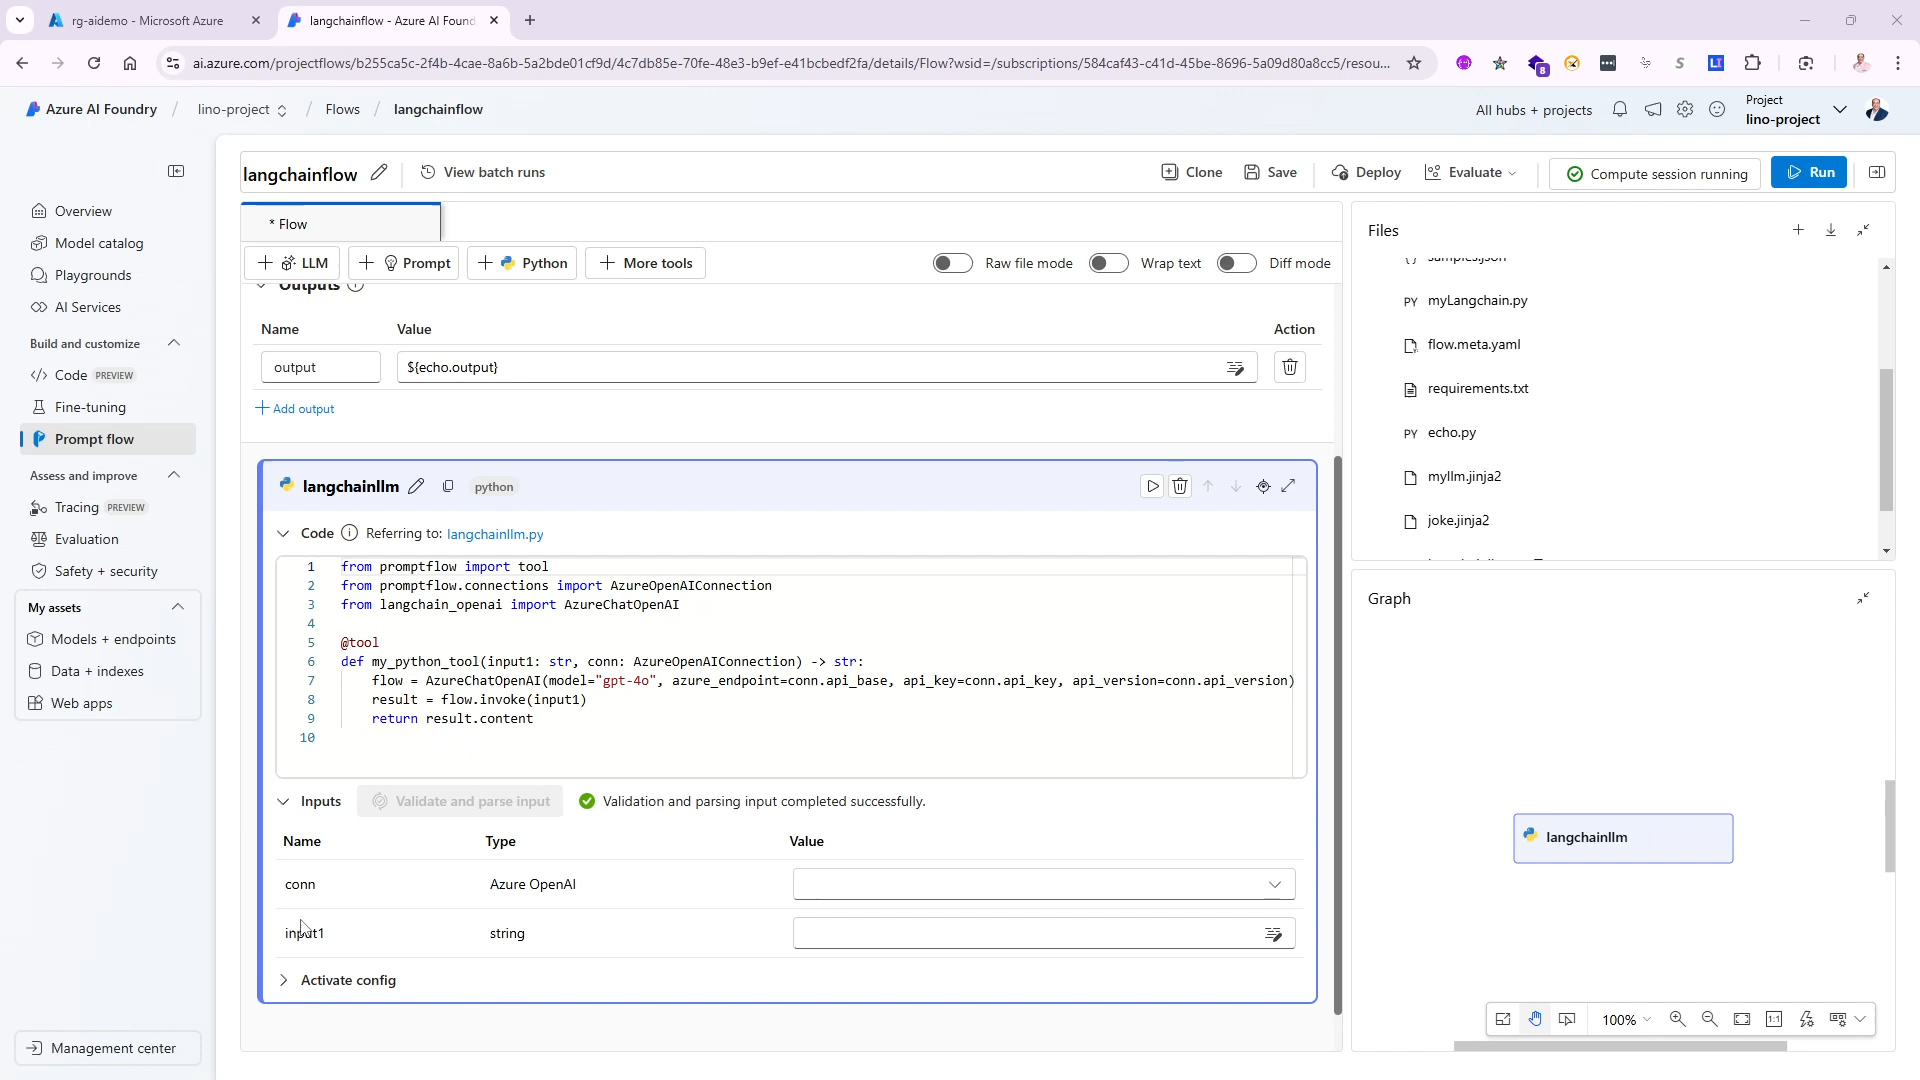 rg-aidemo - Microsoft Azure
langchainflow - Azure AI Found
ai.azure.com/projectflows/b255ca5c-2f4b-4cae-8a6b-5a2bde01cf9d/4c7db85e-70fe-48e3-b9ef-e41bcbedf2fa/details/Flow?wsid=/subscriptions/584caf43-c41d-45be-8696-5a09d80a8cc5/resou...
8
Azure AI Foundry / lino-project / Flows / langchainflow
All hubs + projects
Project
lino-project
Overview
Model catalog
Playgrounds
AI Services
Build and customize
Code PREVIEW
Fine-tuning
Prompt flow
Assess and improve
Tracing PREVIEW
Evaluation
Safety + security
My assets
Models + endpoints
Data + indexes
Web apps
Management center
langchainflow
View batch runs
Clone
Save
Deploy
Evaluate
Compute session running
Run
* Flow
LLM
Prompt
Python
More tools
Raw file mode
Wrap text
Diff mode
Outputs
Name Value Action
output ${echo.output}
Add output
langchainllm python
Code Referring to: langchainllm.py
1 from promptflow import tool
2 from promptflow.connections import AzureOpenAIConnection
3 from langchain_openai import AzureChatOpenAI
4
5 @tool
6 def my_python_tool(input1: str, conn: AzureOpenAIConnection) -> str:
7 flow = AzureChatOpenAI(model="gpt-4o", azure_endpoint=conn.api_base, api_key=conn.api_key, api_version=conn.api_version)
8 result = flow.invoke(input1)
9 return result.content
10
Inputs Validate and parse input Validation and parsing input completed successfully.
Name Type Value
conn Azure OpenAI
input1 string
Activate config
Files
{} samples.json
PY myLangchain.py
flow.meta.yaml
requirements.txt
PY echo.py
myllm.jinja2
joke.jinja2
Graph
langchainllm
100%
1:1